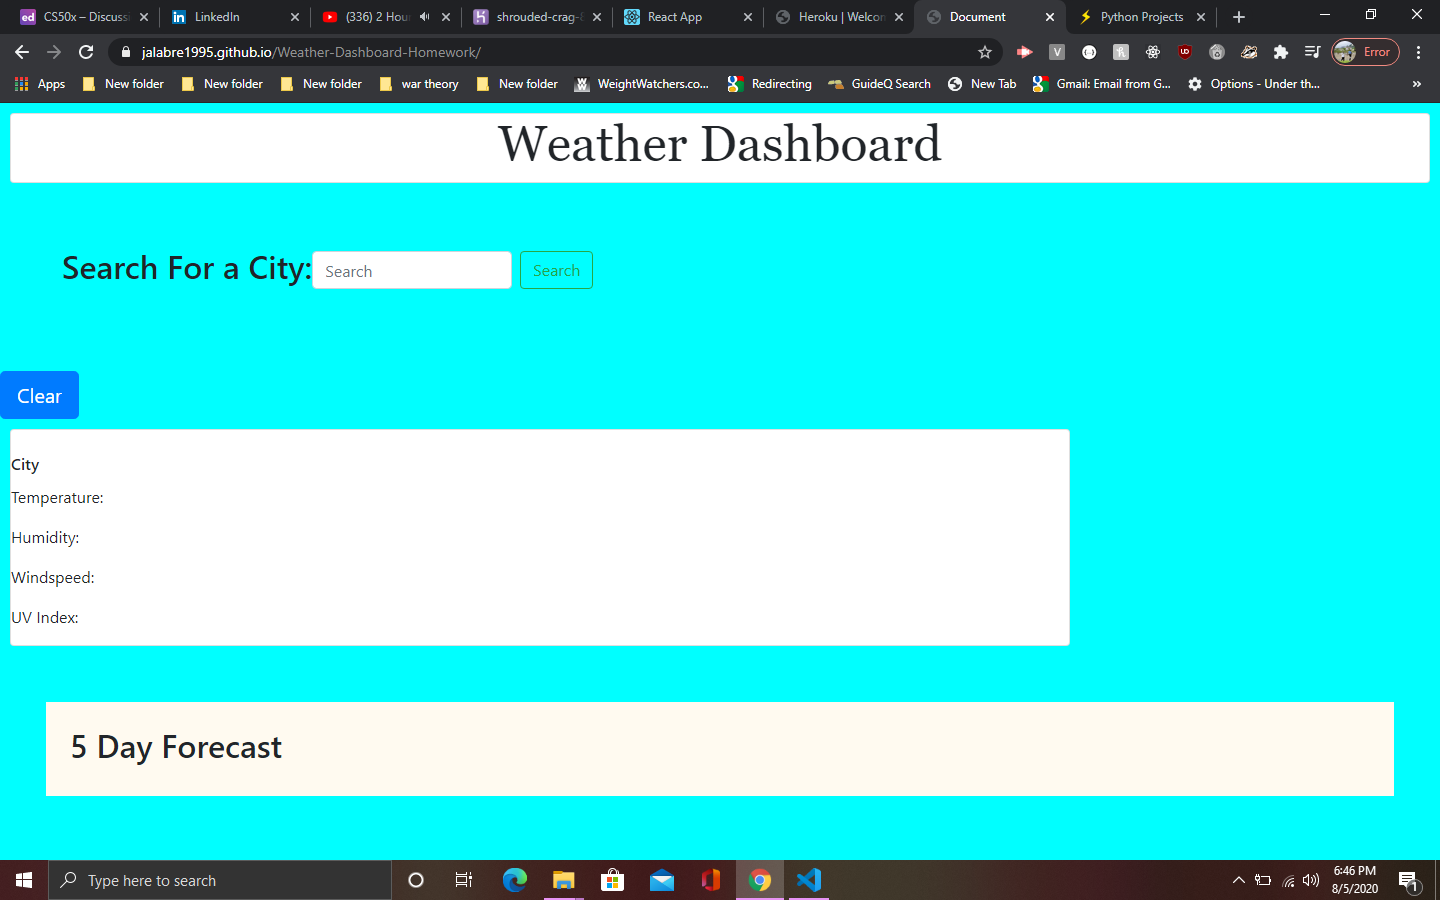 CS50x – Discussi
LinkedIn
(336) 2 Hour
shrouded-crag-8
React App
Heroku | Welcom
Document
Python Projects
jalabre1995.github.io/Weather-Dashboard-Homework/
Error
Apps
New folder
New folder
New folder
war theory
New folder
WeightWatchers.co...
Redirecting
GuideQ Search
New Tab
Gmail: Email from G...
Options - Under th...
»
Weather Dashboard
Search For a City:
Search
Search
Clear
City
Temperature:
Humidity:
Windspeed:
UV Index:
5 Day Forecast
Type here to search
6:46 PM
8/5/2020
1